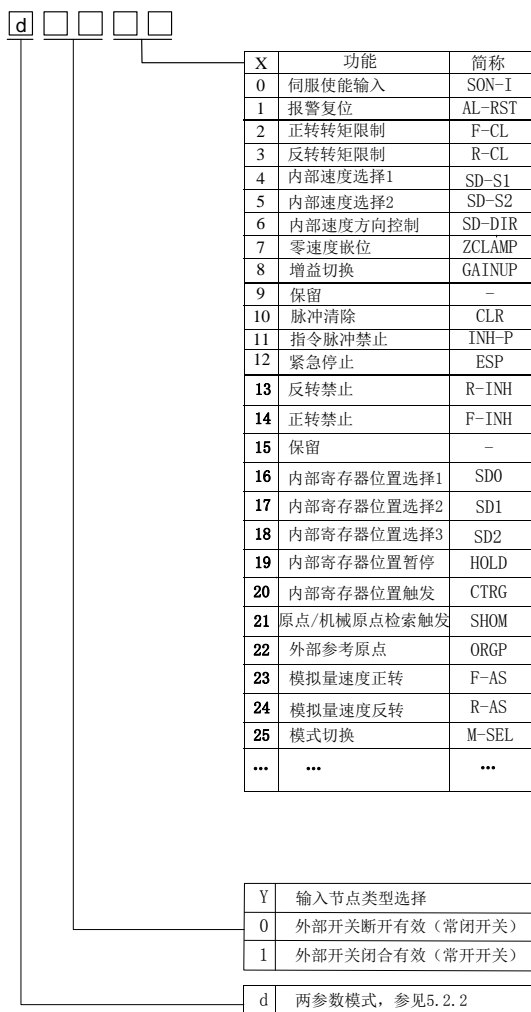 d
X 功能 简称
0 伺服使能输入 SON-I
1 报警复位 AL-RST
2 正转转矩限制 F-CL
3 反转转矩限制 R-CL
4 内部速度选择1 SD-S1
5 内部速度选择2 SD-S2
6 内部速度方向控制 SD-DIR
7 零速度嵌位 ZCLAMP
8 增益切换 GAINUP
9 保留 –
10 脉冲清除 CLR
11 指令脉冲禁止 INH-P
12 紧急停止 ESP
13 反转禁止 R-INH
14 正转禁止 F-INH
15 保留 –
16 内部寄存器位置选择1 SD0
17 内部寄存器位置选择2 SD1
18 内部寄存器位置选择3 SD2
19 内部寄存器位置暂停 HOLD
20 内部寄存器位置触发 CTRG
21 原点/机械原点检索触发 SHOM
22 外部参考原点 ORGP
23 模拟量速度正转 F-AS
24 模拟量速度反转 R-AS
25 模式切换 M-SEL
... ... ...
Y 输入节点类型选择
0 外部开关断开有效（常闭开关）
1 外部开关闭合有效（常开开关）
d 两参数模式，参见5.2.2